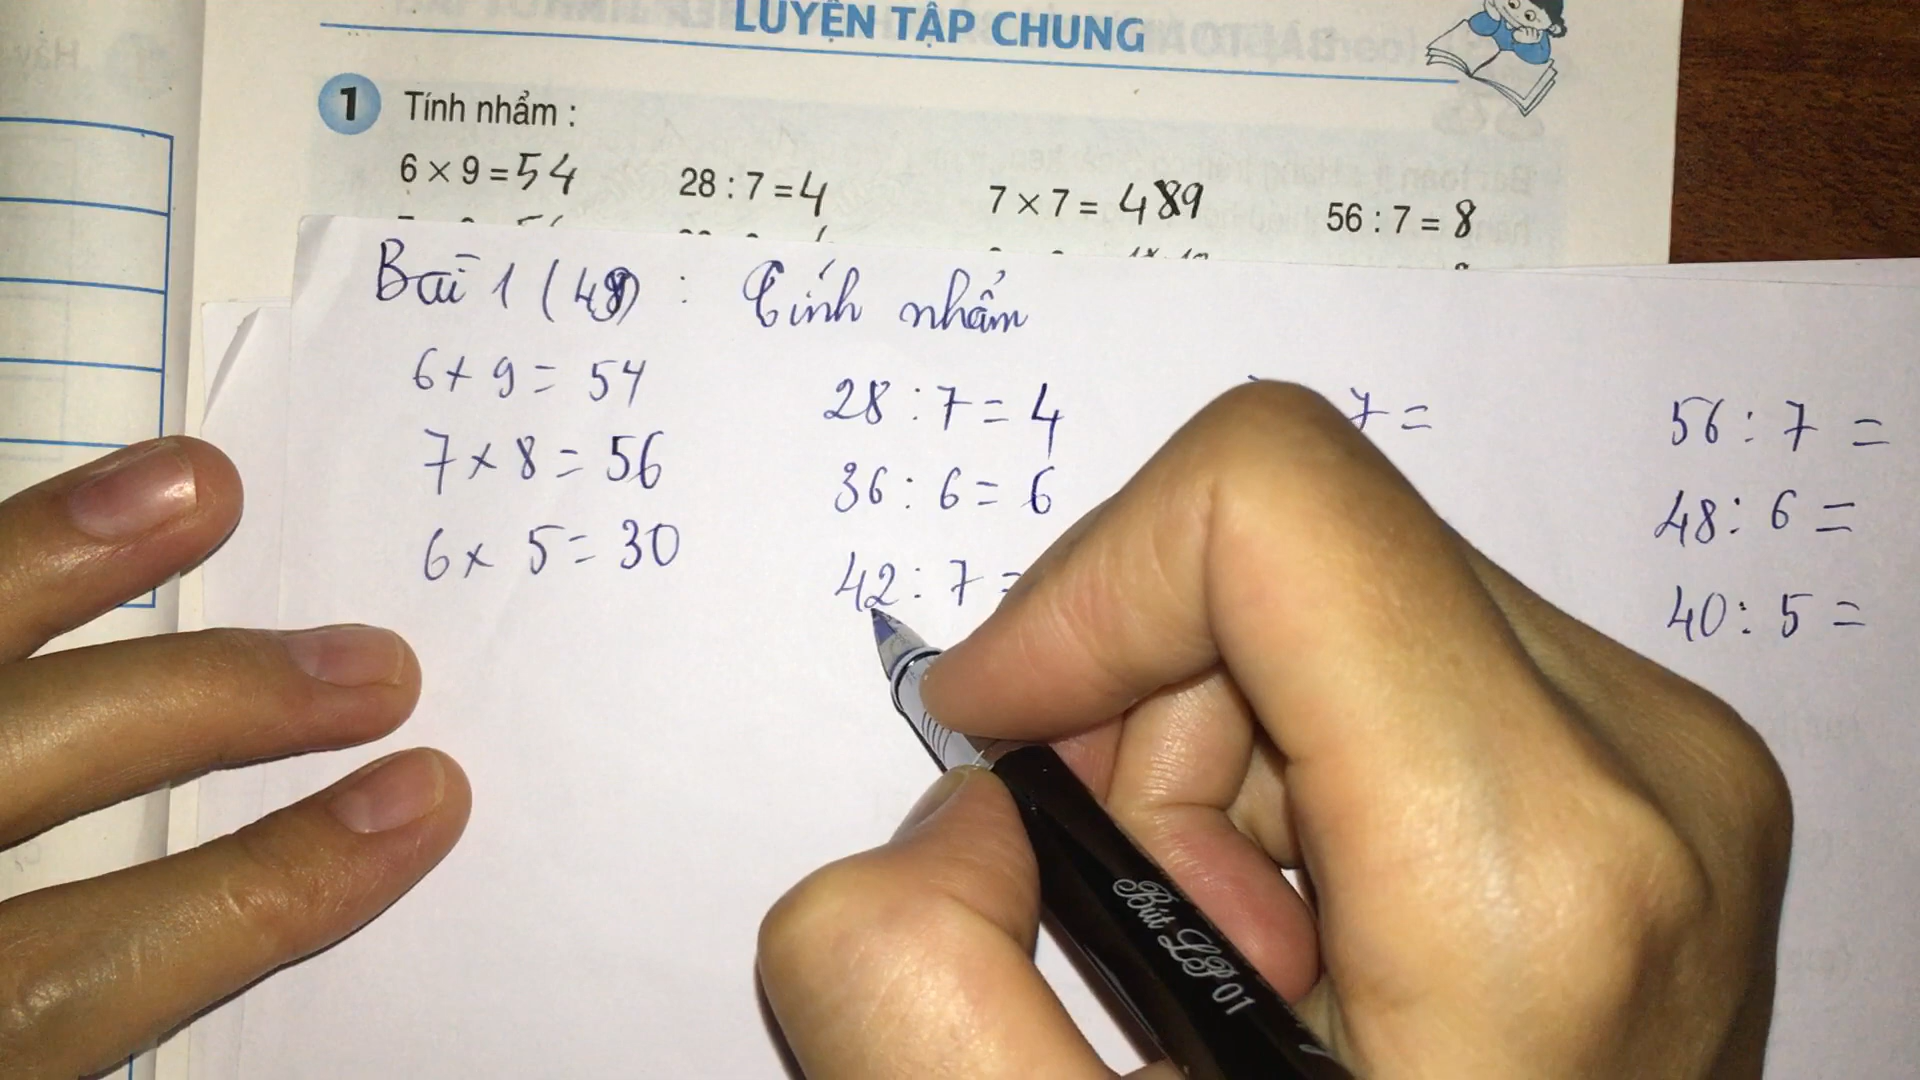 LUYỆN TẬP CHUNG
1 Tính nhẩm :
6 × 9 = 54 28 : 7 = 4 7 × 7 = 489 56 : 7 = 8
Bài 1 (49) : Tính nhẩm
6 × 9 = 54 28 : 7 = 4 7 = 56 : 7 =
7 × 8 = 56 36 : 6 = 6 48 : 6 =
6 × 5 = 30 42 : 7 = 40 : 5 =
Bút LP 01